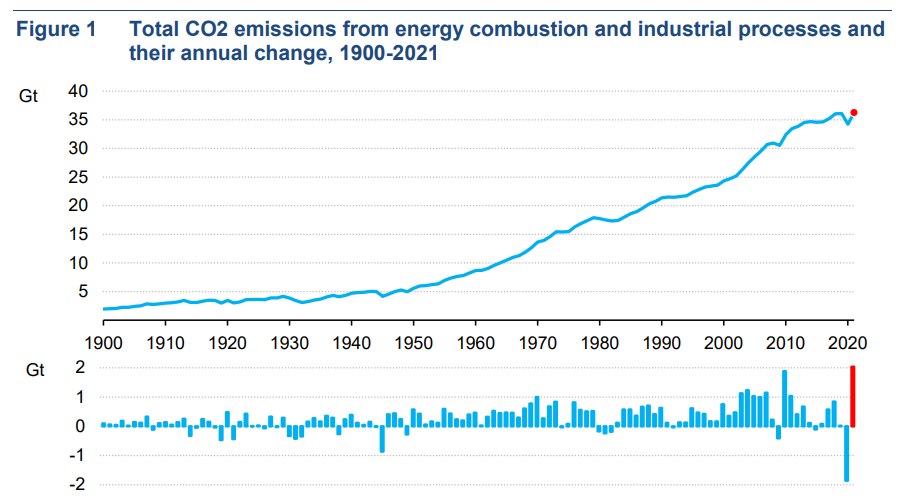 Figure 1 Total CO2 emissions from energy combustion and industrial processes and
their annual change, 1900-2021
Gt
40
35
30
25
20
15
10
5
1900 1910 1920 1930 1940 1950 1960 1970 1980 1990 2000 2010 2020
Gt
2
1
0
-1
-2